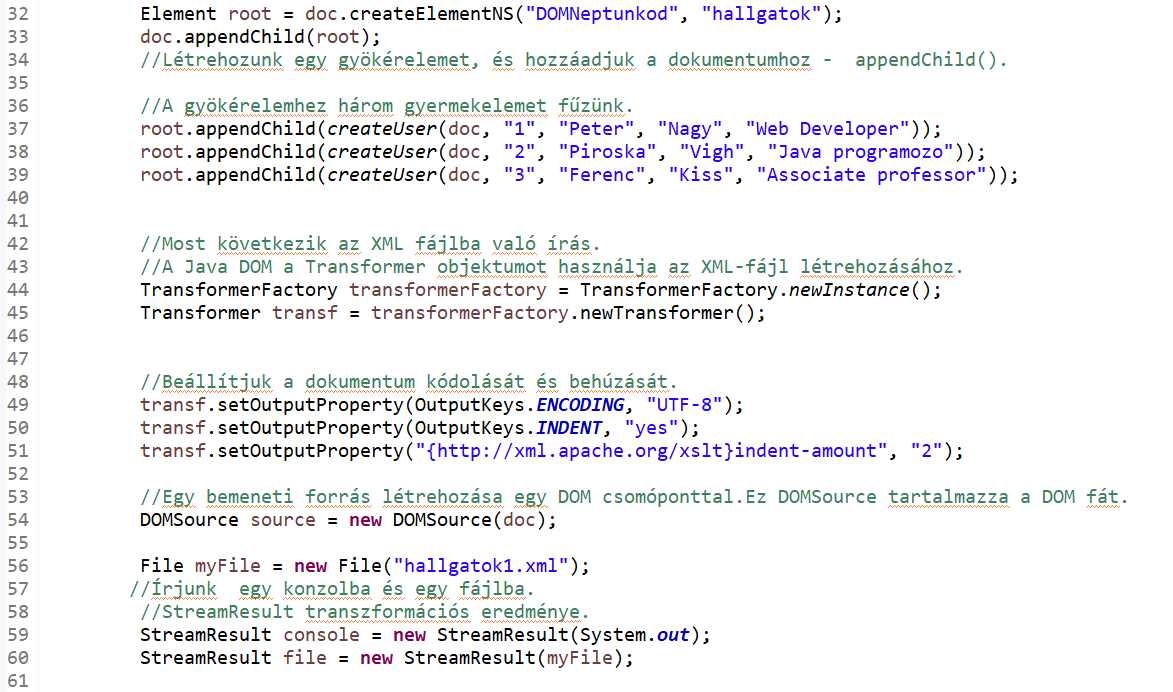 32 Element root = doc.createElementNS("DOMNeptunkod", "hallgatok");
33 doc.appendChild(root);
34 //Létrehozunk egy gyökérelemet, és hozzáadjuk a dokumentumhoz -  appendChild().
35
36 //A gyökérelemhez három gyermekelemet fűzünk.
37 root.appendChild(createUser(doc, "1", "Peter", "Nagy", "Web Developer"));
38 root.appendChild(createUser(doc, "2", "Piroska", "Vigh", "Java programozo"));
39 root.appendChild(createUser(doc, "3", "Ferenc", "Kiss", "Associate professor"));
40
41
42 //Most következik az XML fájlba való írás.
43 //A Java DOM a Transformer objektumot használja az XML-fájl létrehozásához.
44 TransformerFactory transformerFactory = TransformerFactory.newInstance();
45 Transformer transf = transformerFactory.newTransformer();
46
47
48 //Beállítjuk a dokumentum kódolását és behúzását.
49 transf.setOutputProperty(OutputKeys.ENCODING, "UTF-8");
50 transf.setOutputProperty(OutputKeys.INDENT, "yes");
51 transf.setOutputProperty("{http://xml.apache.org/xslt}indent-amount", "2");
52
53 //Egy bemeneti forrás létrehozása egy DOM csomóponttal.Ez DOMSource tartalmazza a DOM fát.
54 DOMSource source = new DOMSource(doc);
55
56 File myFile = new File("hallgatok1.xml");
57 //Írjunk  egy konzolba és egy fájlba.
58 //StreamResult transzformációs eredménye.
59 StreamResult console = new StreamResult(System.out);
60 StreamResult file = new StreamResult(myFile);
61